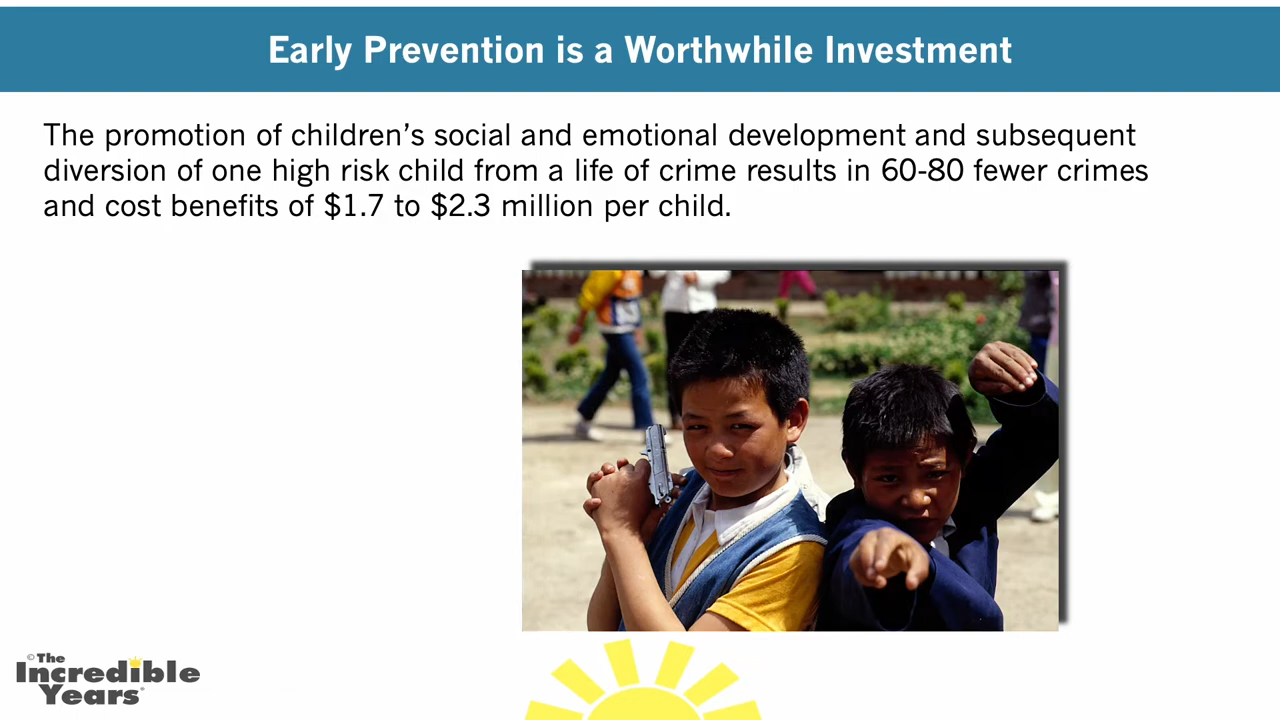 Early Prevention is a Worthwhile Investment
The promotion of children's social and emotional development and subsequent
diversion of one high risk child from a life of crime results in 60-80 fewer crimes
and cost benefits of $1.7 to $2.3 million per child.
© The
Incredible
Years®